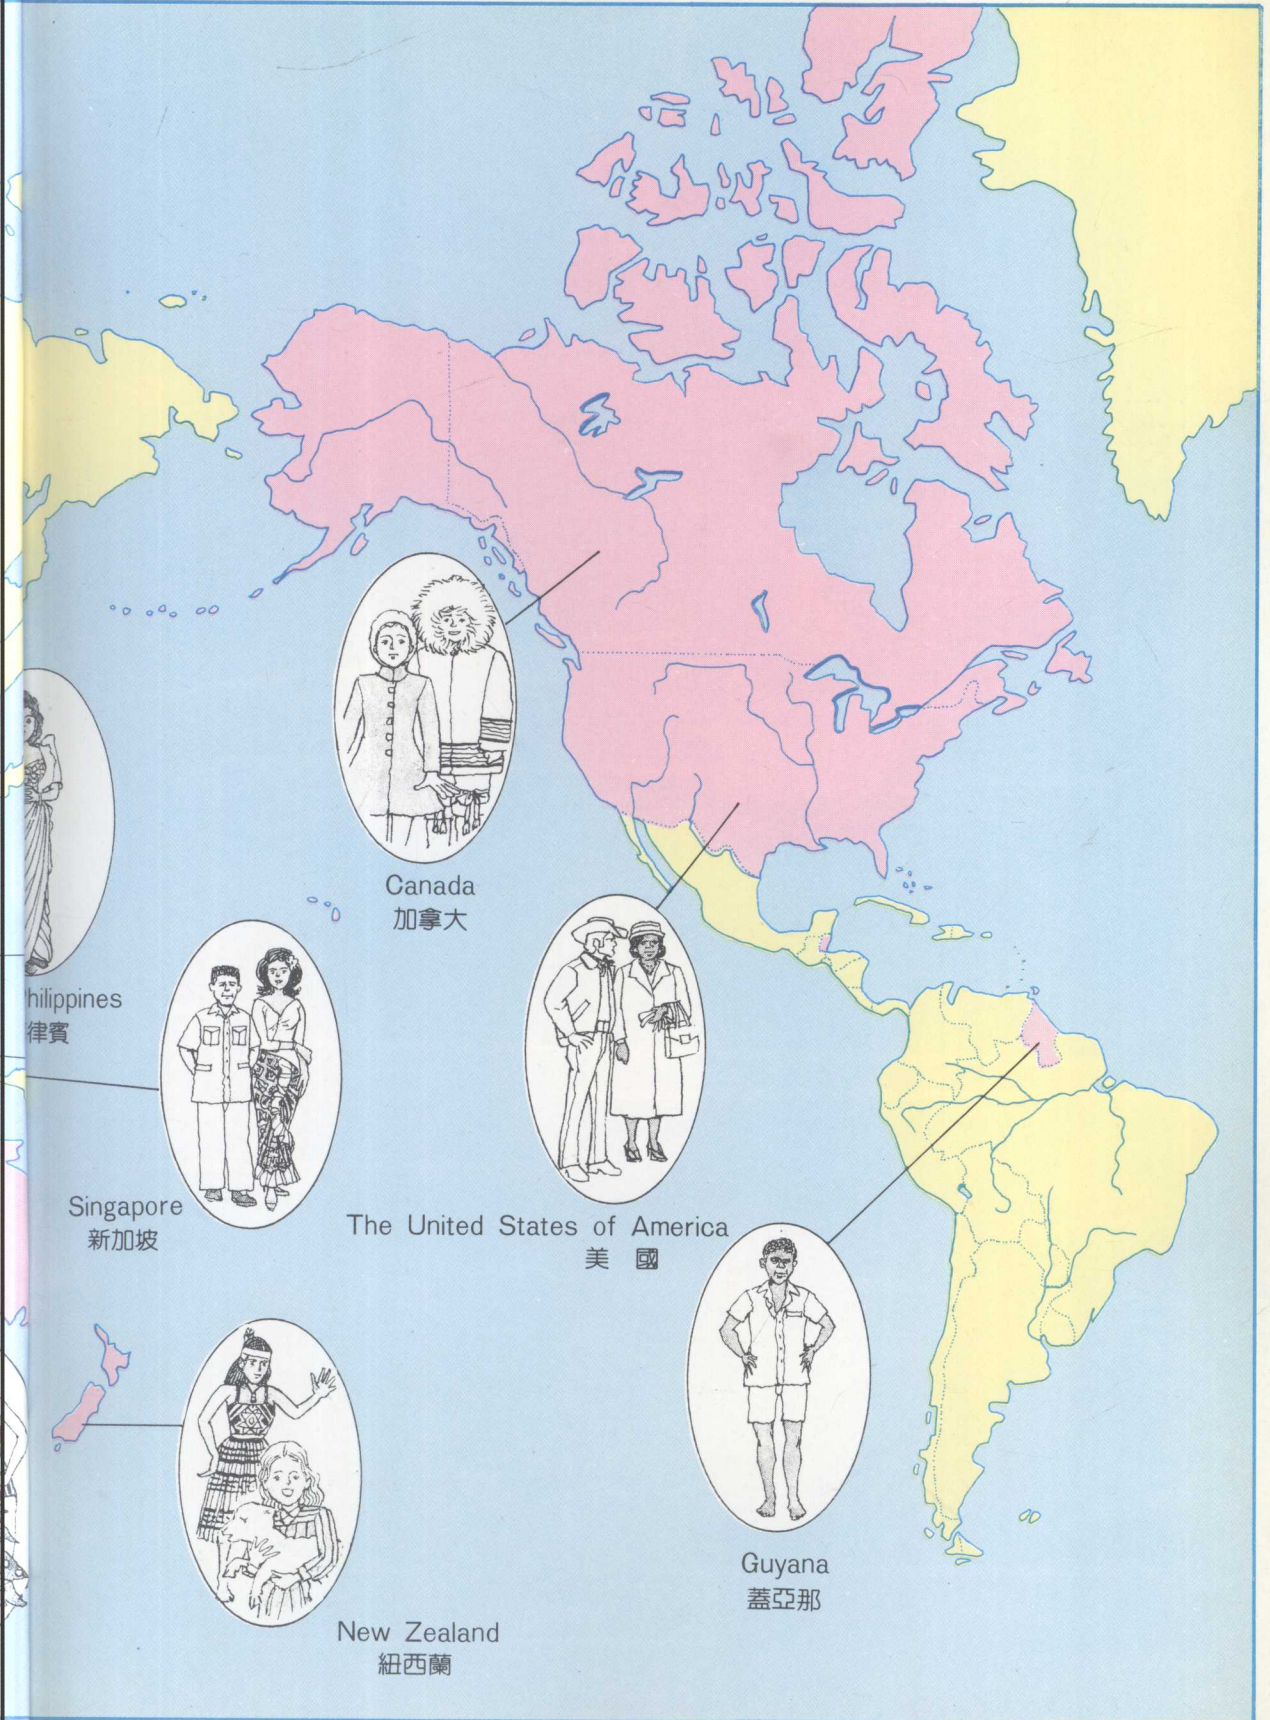 Canada
加拿大
hilippines
律賓
Singapore
新加坡
The United States of America
美 國
Guyana
蓋亞那
New Zealand
紐西蘭